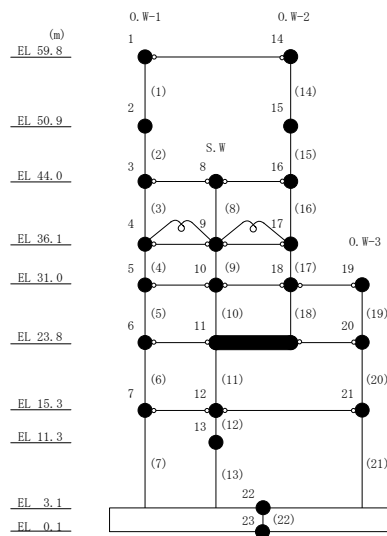 O.W-1 O.W-2
(m)
EL 59.8 1 14
(1) (14)
EL 50.9 2 15
(2) S.W (15)
EL 44.0 3 8 16
(3) (8) (16)
EL 36.1 4 9 17 O.W-3
EL 31.0 5 (4) 10 (9) 18 (17) 19
(5) (10) (18) (19)
EL 23.8 6 11 20
(6) (11) (20)
EL 15.3 7 12 21
EL 11.3 13 (12)
(7) (13) (21)
EL 3.1 22
EL 0.1 23 (22)